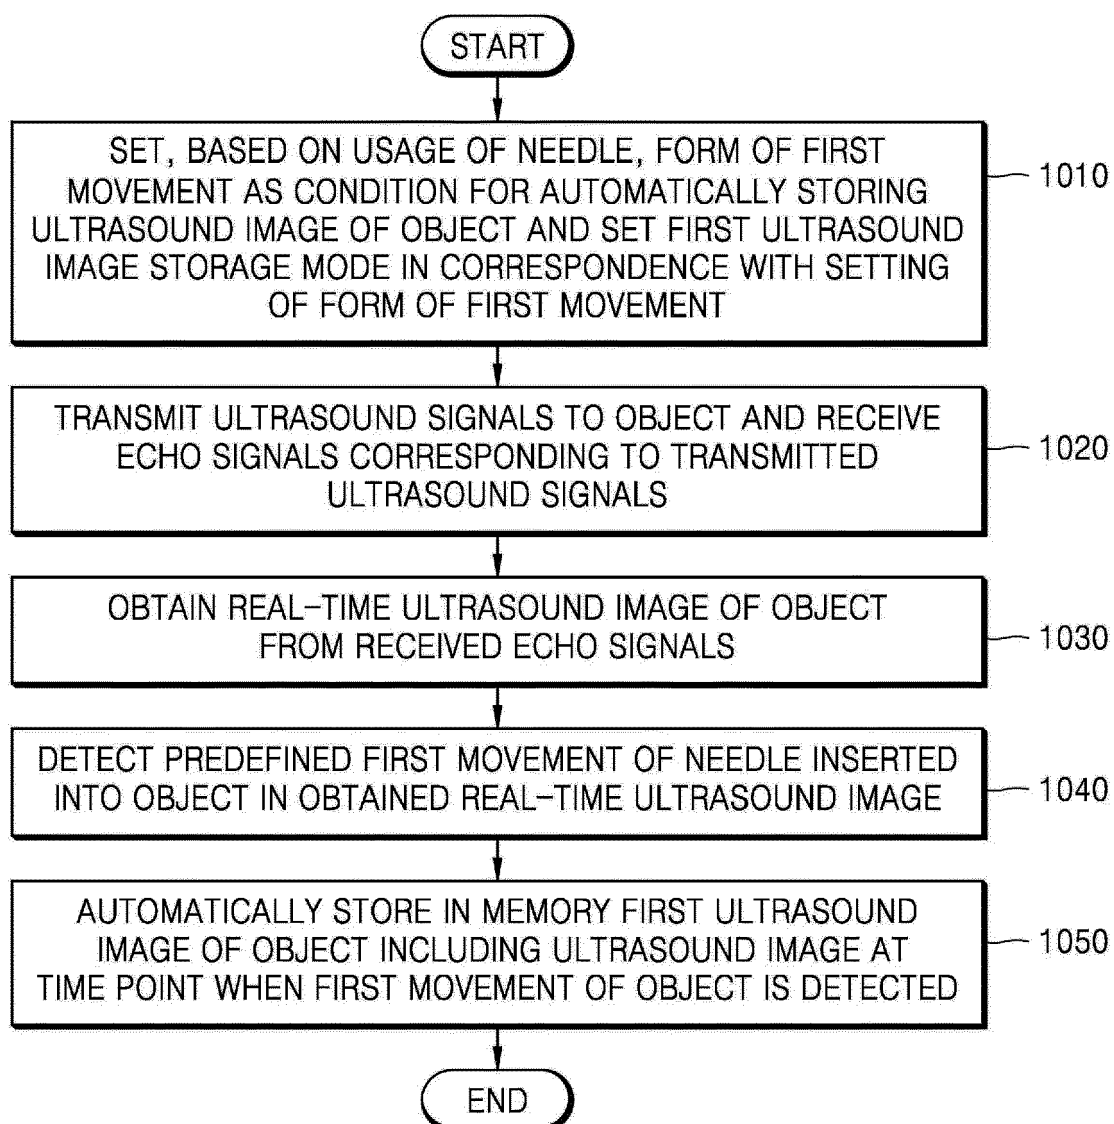 START
SET, BASED ON USAGE OF NEEDLE, FORM OF FIRST
MOVEMENT AS CONDITION FOR AUTOMATICALLY STORING
ULTRASOUND IMAGE OF OBJECT AND SET FIRST ULTRASOUND
IMAGE STORAGE MODE IN CORRESPONDENCE WITH SETTING
OF FORM OF FIRST MOVEMENT
1010
TRANSMIT ULTRASOUND SIGNALS TO OBJECT AND RECEIVE
ECHO SIGNALS CORRESPONDING TO TRANSMITTED
ULTRASOUND SIGNALS
1020
OBTAIN REAL-TIME ULTRASOUND IMAGE OF OBJECT
FROM RECEIVED ECHO SIGNALS
1030
DETECT PREDEFINED FIRST MOVEMENT OF NEEDLE INSERTED
INTO OBJECT IN OBTAINED REAL-TIME ULTRASOUND IMAGE
1040
AUTOMATICALLY STORE IN MEMORY FIRST ULTRASOUND
IMAGE OF OBJECT INCLUDING ULTRASOUND IMAGE AT
TIME POINT WHEN FIRST MOVEMENT OF OBJECT IS DETECTED
1050
END